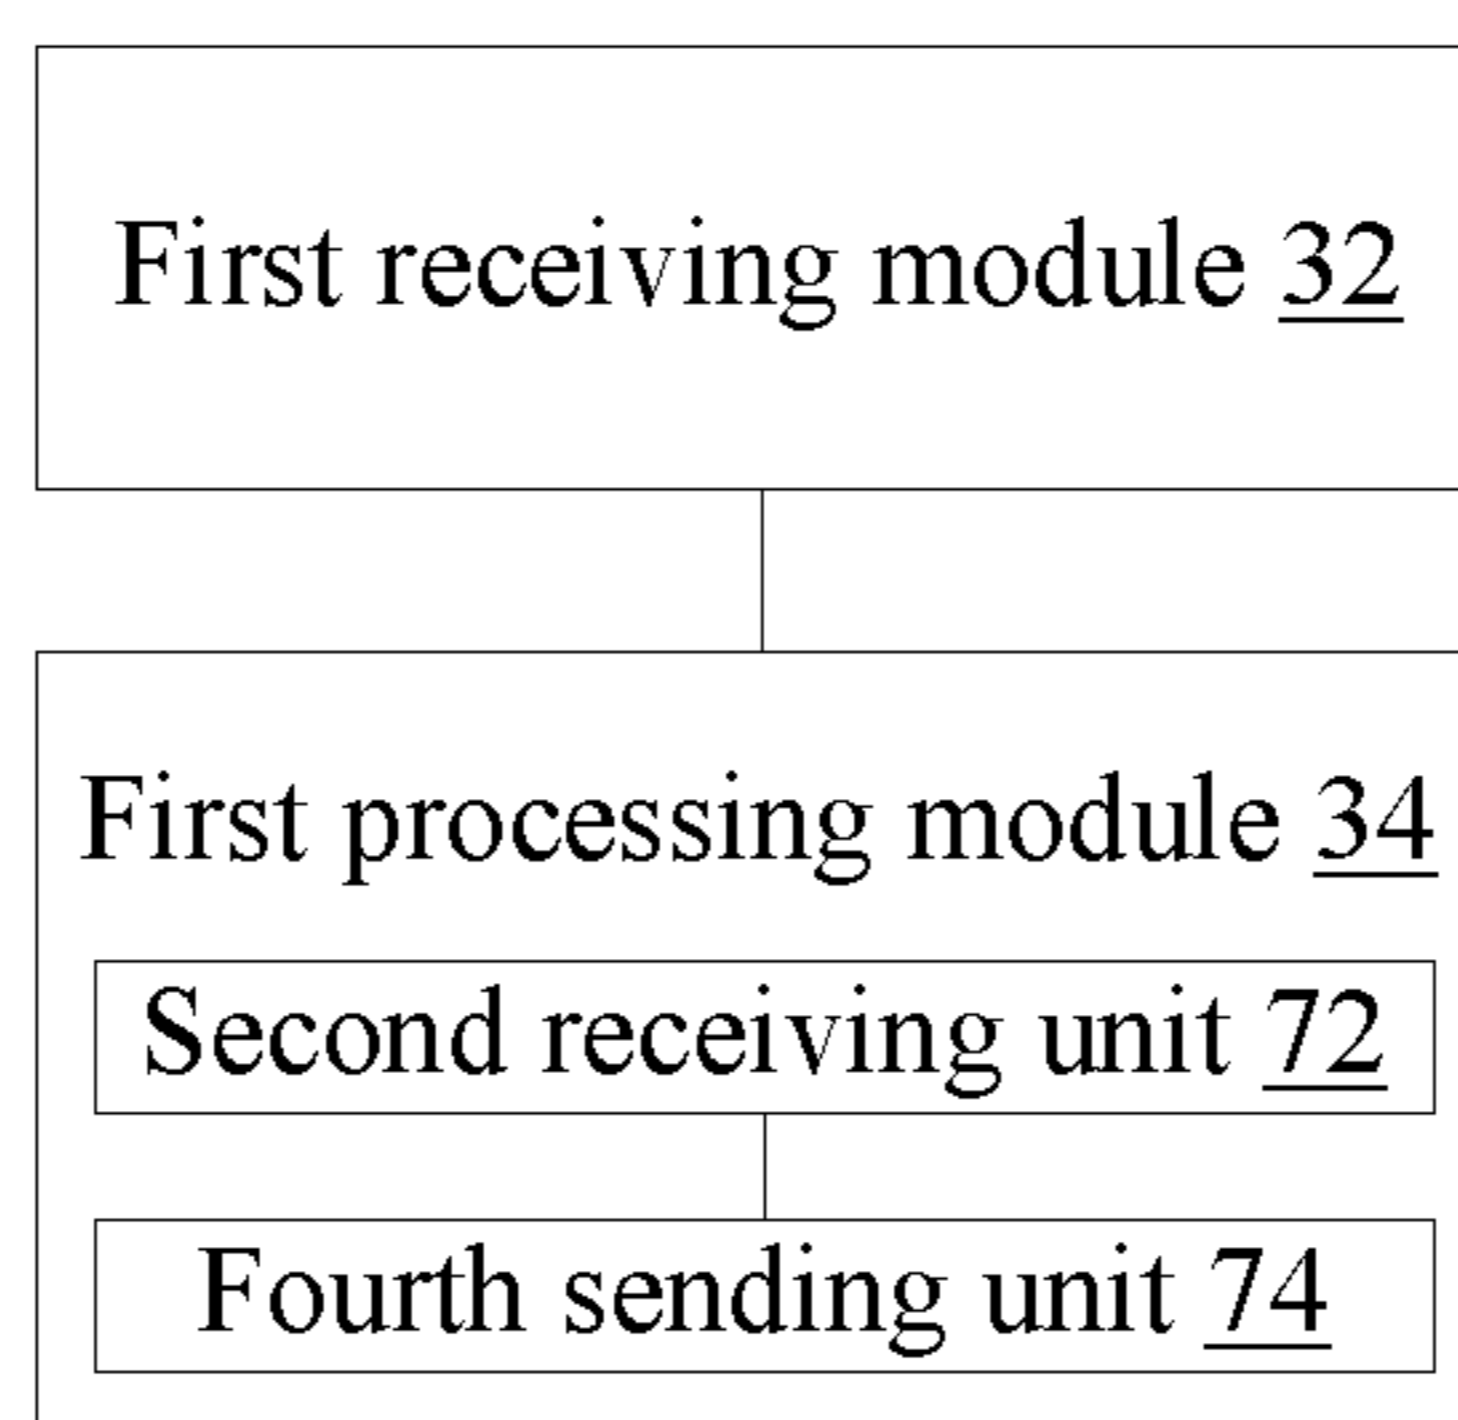 First receiving module 32
First processing module 34
Second receiving unit 72
Fourth sending unit 74